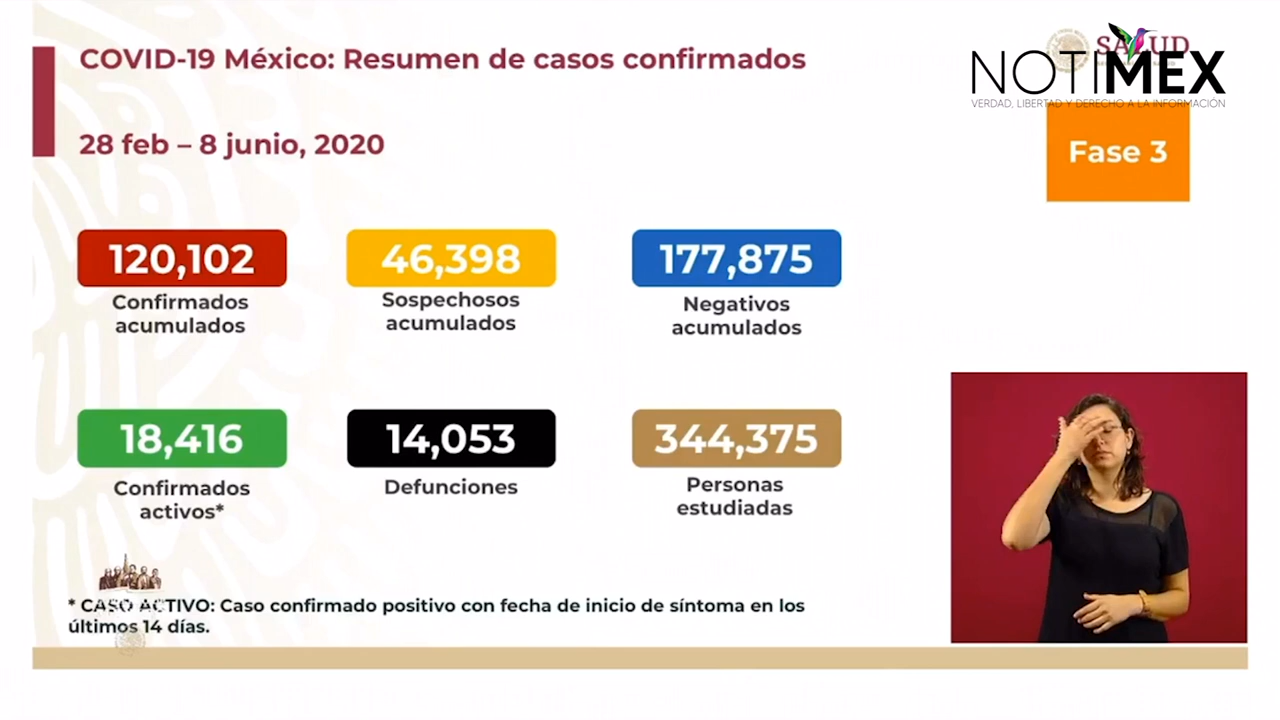 COVID-19 México: Resumen de casos confirmados
28 feb – 8 junio, 2020
SALUD
NOTIMEX
VERDAD, LIBERTAD Y DERECHO A LA INFORMACIÓN
Fase 3
120,102
Confirmados
acumulados
46,398
Sospechosos
acumulados
177,875
Negativos
acumulados
18,416
Confirmados
activos*
14,053
Defunciones
344,375
Personas
estudiadas
* CASO ACTIVO: Caso confirmado positivo con fecha de inicio de síntoma en los
últimos 14 días.